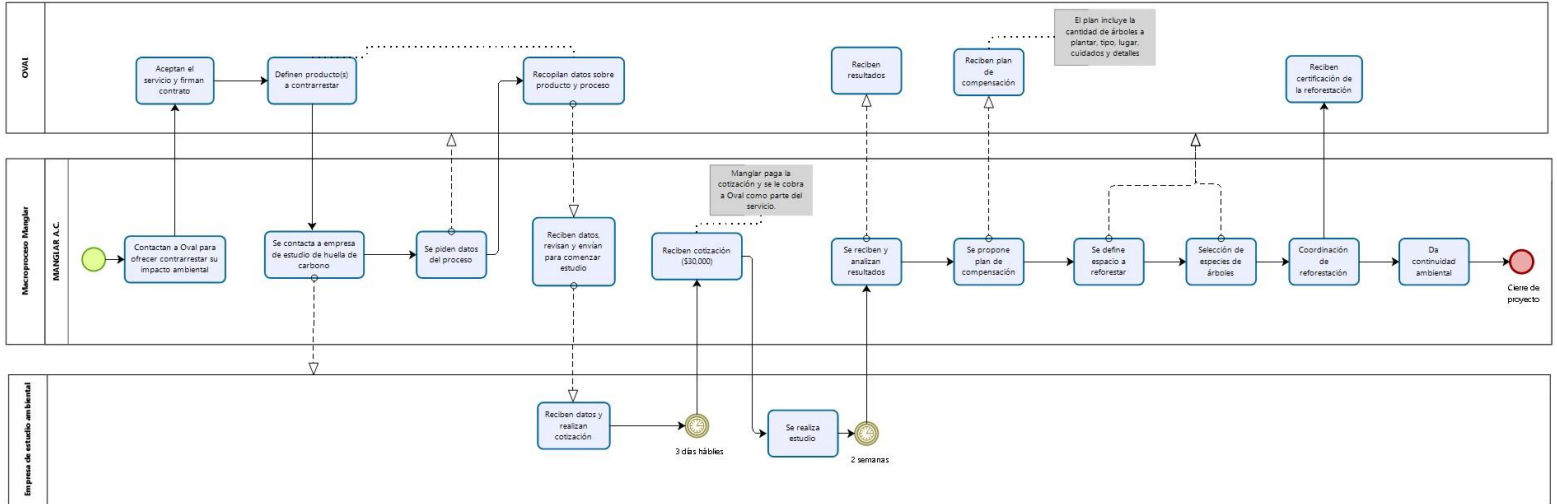 OVAL
Aceptan el
servicio y firman
contrato
Definen producto(s)
a contrarrestar
Recopilan datos sobre
producto y proceso
Reciben
resultados
Reciben plan
de
compensación
El plan incluye la
cantidad de árboles a
plantar, tipo, lugar,
cuidados y detalles
Reciben
certificación de
la reforestación
Macroproceso Manglar
MANGLAR A.C.
Contactan a Oval para
ofrecer contrarrestar su
impacto ambiental
Se contacta a empresa
de estudio de huella de
carbono
Se piden datos
del proceso
Reciben datos,
revisan y envían
para comenzar
estudio
Reciben cotización
($30,000)
Manglar paga la
cotización y se le cobra
a Oval como parte del
servicio.
Se reciben y
analizan
resultados
Se propone
plan de
compensación
Se define
espacio a
reforestar
Selección de
especies de
árboles
Coordinación
de
reforestación
Da
continuidad
ambiental
Cierre de
proyecto
Empresa de estudio ambiental
Reciben datos y
realizan
cotización
3 días háblies
Se realiza
estudio
2 semanas